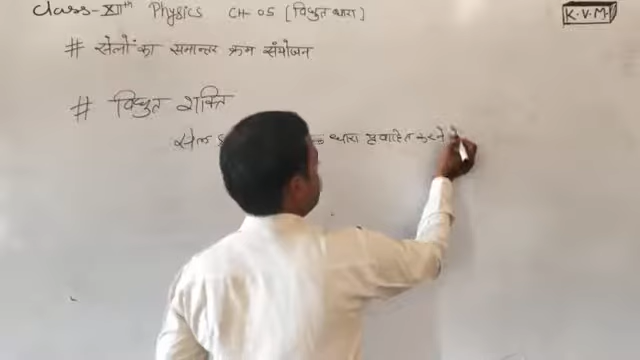 Class-XIIth Physics CH-05 [विधुत धारा]
K.V.M
# सेलों का समान्तर क्रम संयोजन
# विधुत शक्ति
सेल धारा प्रवाहित करने